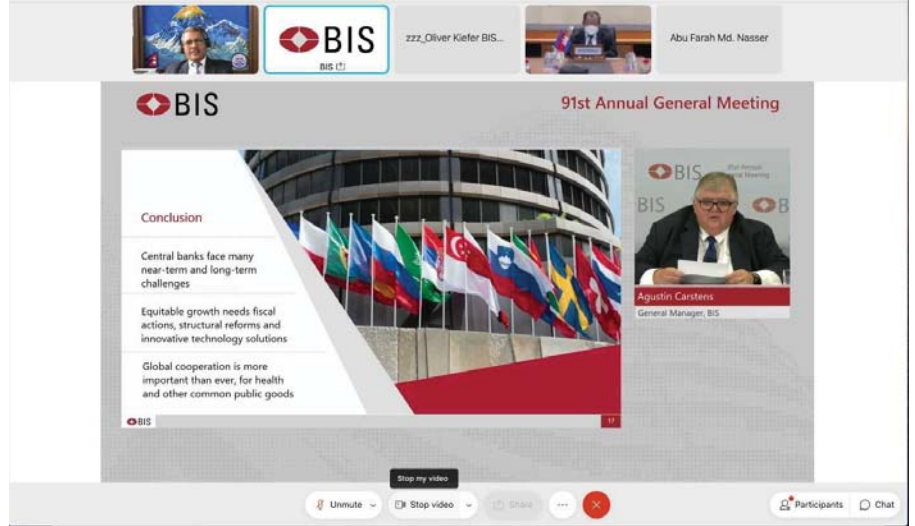 BIS
BIS
zzz_Oliver Kiefer BIS...
Abu Farah Md. Nasser
BIS
91st Annual General Meeting
BIS
91st Annual
General Meeting
BIS
B
Conclusion
Central banks face many
near-term and long-term
challenges
Equitable growth needs fiscal
actions, structural reforms and
innovative technology solutions
Global cooperation is more
important than ever, for health
and other common public goods
Agustin Carstens
General Manager, BIS
BIS
17
Stop my video
Unmute
Stop video
Share
...
Participants
Chat